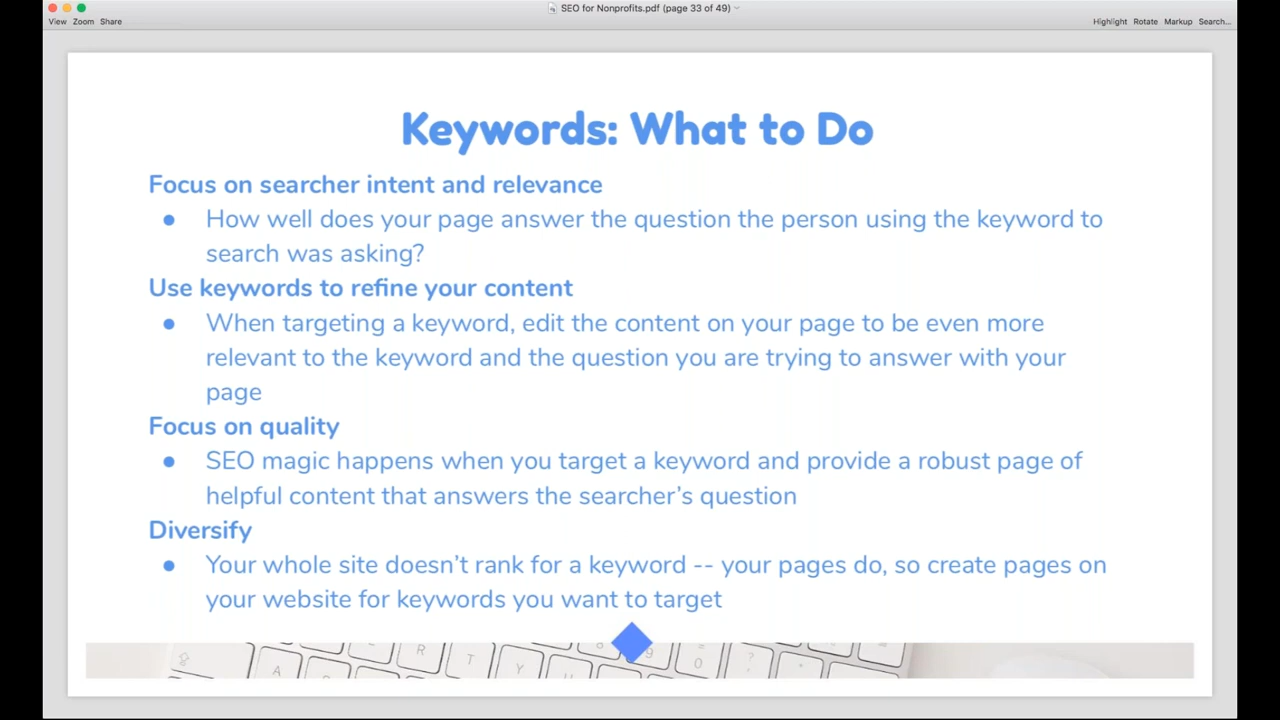 SEO for Nonprofits.pdf (page 33 of 49)
View Zoom Share
Highlight Rotate Markup Search...
Keywords: What to Do
Focus on searcher intent and relevance
● How well does your page answer the question the person using the keyword to
search was asking?
Use keywords to refine your content
● When targeting a keyword, edit the content on your page to be even more
relevant to the keyword and the question you are trying to answer with your
page
Focus on quality
● SEO magic happens when you target a keyword and provide a robust page of
helpful content that answers the searcher's question
Diversify
● Your whole site doesn't rank for a keyword -- your pages do, so create pages on
your website for keywords you want to target
R T Y 9 0 ?
A